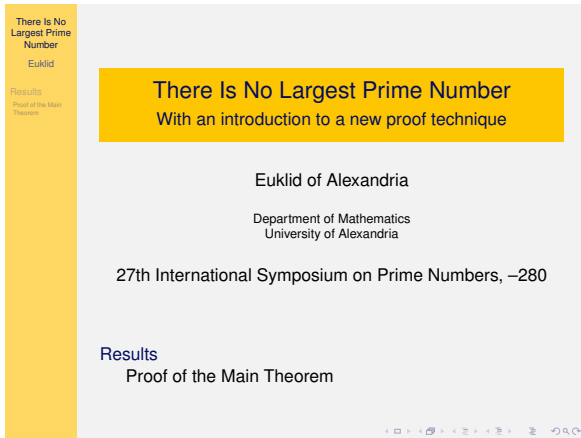 There Is No
Largest Prime
Number
Euklid
Results
Proof of the Main
Theorem
There Is No Largest Prime Number
With an introduction to a new proof technique
Euklid of Alexandria
Department of Mathematics
University of Alexandria
27th International Symposium on Prime Numbers, –280
Results
Proof of the Main Theorem